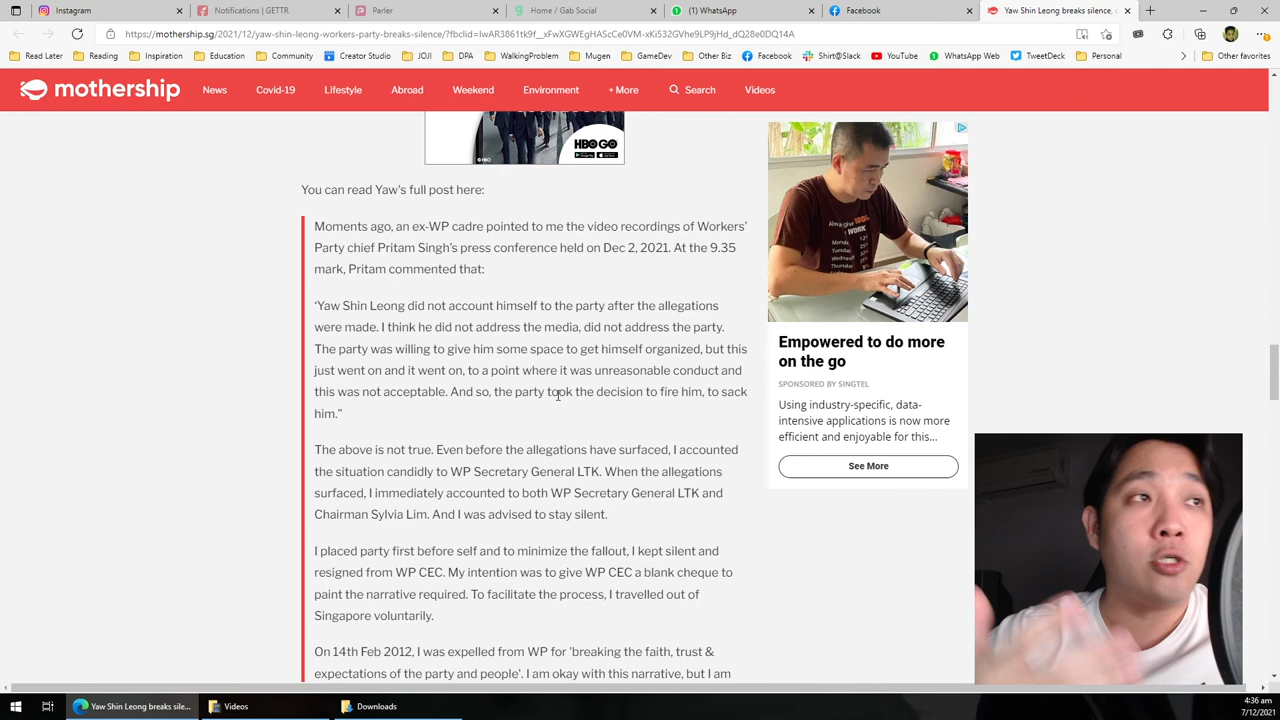 Instagram
Notifications | GETTR
Parler
Home / Gab Social
(1) WhatsApp
Facebook
Yaw Shin Leong breaks silence, c
https://mothership.sg/2021/12/yaw-shin-leong-workers-party-breaks-silence/?fbclid=
Read Later
Reading
Inspiration
Education
Community
Creator Studio
JOJI
DPA
WalkingProblem
Mugen
GameDev
Other Biz
Facebook
Shirt@Slack
YouTube
WhatsApp Web
TweetDeck
Personal
Other favorites
mothership
News
Covid-19
Lifestyle
Abroad
Weekend
Environment
+ More
Search
Videos
HBO GO
You can read Yaw's full post here:
Moments ago, an ex-WP cadre pointed to me the video recordings of Workers'
Party chief Pritam Singh's press conference held on Dec 2, 2021. At the 9.35
mark, Pritam commented that:
‘Yaw Shin Leong did not account himself to the party after the allegations
were made. I think he did not address the media, did not address the party.
The party was willing to give him some space to get himself organized, but this
just went on and it went on, to a point where it was unreasonable conduct and
this was not acceptable. And so, the party took the decision to fire him, to sack
him.”
The above is not true. Even before the allegations have surfaced, I accounted
the situation candidly to WP Secretary General LTK. When the allegations
surfaced, I immediately accounted to both WP Secretary General LTK and
Chairman Sylvia Lim. And I was advised to stay silent.
I placed party first before self and to minimize the fallout, I kept silent and
resigned from WP CEC. My intention was to give WP CEC a blank cheque to
paint the narrative required. To facilitate the process, I travelled out of
Singapore voluntarily.
On 14th Feb 2012, I was expelled from WP for 'breaking the faith, trust &
expectations of the party and people'. I am okay with this narrative, but I am
WORK
Empowered to do more
on the go
SPONSORED BY SINGTEL
Using industry-specific, data-
intensive applications is now more
efficient and enjoyable for this...
See More
Yaw Shin Leong breaks sile...
Videos
Downloads
4:36 am
7/12/2021